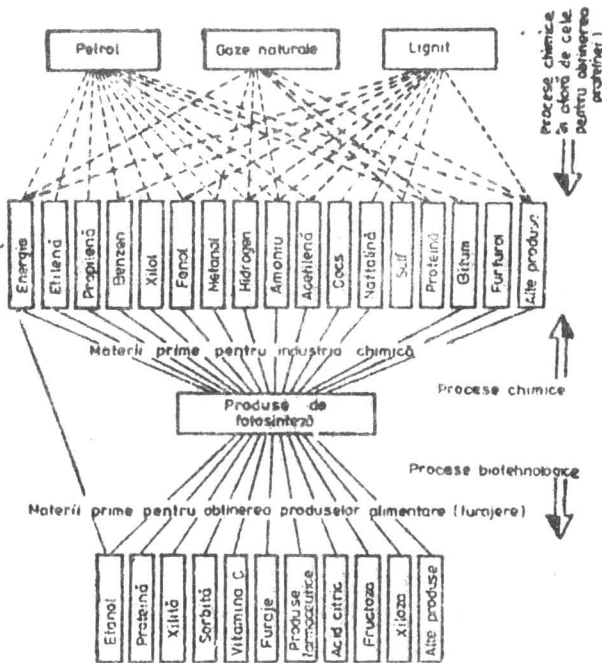 Petrol
Gaze naturale
Lignit
Procese chimice
în afară de cele
pentru obținerea
proteinei)
Energie
Etilenă
Propilenă
Benzen
Xilol
Fenol
Metanol
Hidrogen
Amoniu
Acetilenă
Cocs
Naftalină
Sulf
Proteină
Bitum
Furfurol
Alte produse
Materii prime pentru industria chimică
Procese chimice
Produse de
fotosinteză
Procese biotehnologice
Materii prime pentru obținerea produselor alimentare (furajere)
Etanol
Proteină
Xilită
Sorbită
Vitamina C
Furaje
Produse
farmaceutice
Acid citric
Fructoza
Xiloza
Alte produse